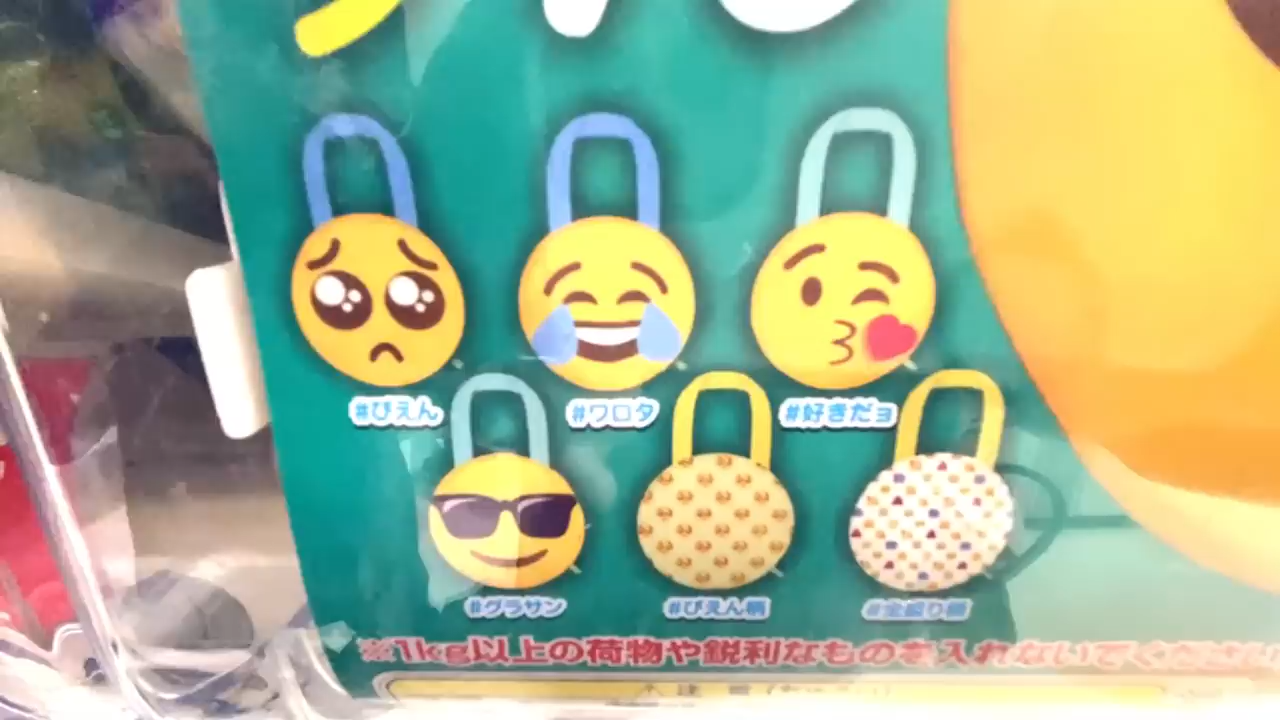 #ぴえん #ワロタ #好きだョ
#グラサン #ぴえん柄 #全盛り柄
※1kg以上の荷物や鋭利なものを入れないでください